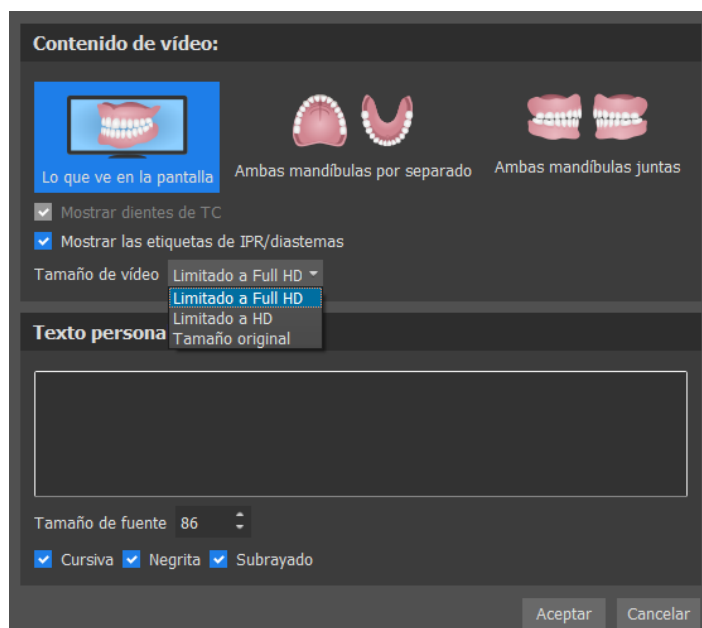 Contenido de vídeo:
Lo que ve en la pantalla
Ambas mandíbulas por separado
Ambas mandíbulas juntas
Mostrar dientes de TC
Mostrar las etiquetas de IPR/diastemas
Tamaño de vídeo Limitado a Full HD
Limitado a Full HD
Limitado a HD
Tamaño original
Texto persona
Tamaño de fuente 86
Cursiva Negrita Subrayado
Aceptar Cancelar